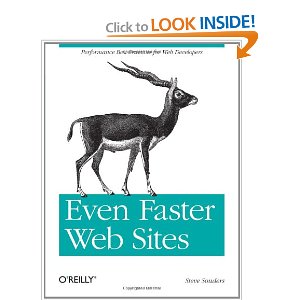 Click to LOOK INSIDE!
Performance Best Practices for Web Developers
Even Faster
Web Sites
O'REILLY®
Steve Souders